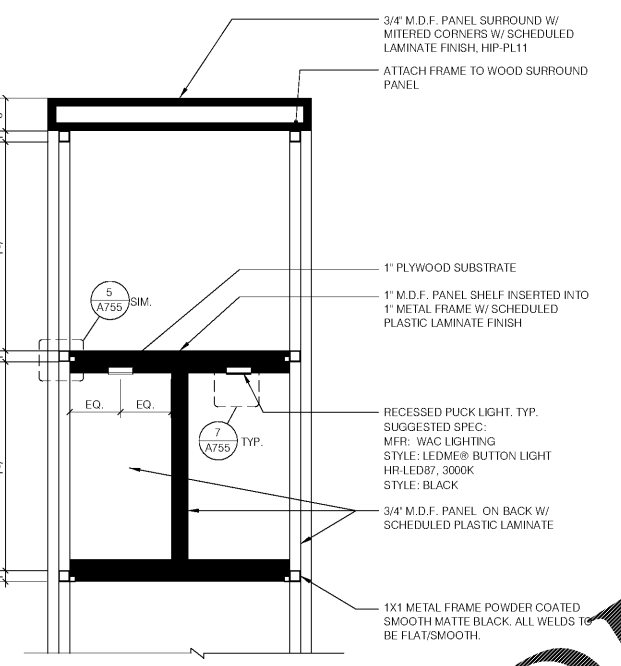 3/4" M.D.F. PANEL SURROUND W/
MITERED CORNERS W/ SCHEDULED
LAMINATE FINISH, HIP-PL11
ATTACH FRAME TO WOOD SURROUND
PANEL
1" PLYWOOD SUBSTRATE
1" M.D.F. PANEL SHELF INSERTED INTO
1" METAL FRAME W/ SCHEDULED
PLASTIC LAMINATE FINISH
5
A755
SIM.
EQ.
EQ.
7
A755
TYP.
RECESSED PUCK LIGHT. TYP.
SUGGESTED SPEC:
MFR: WAC LIGHTING
STYLE: LEDME® BUTTON LIGHT
HR-LED87, 3000K
STYLE: BLACK
3/4" M.D.F. PANEL ON BACK W/
SCHEDULED PLASTIC LAMINATE
1X1 METAL FRAME POWDER COATED
SMOOTH MATTE BLACK. ALL WELDS TO
BE FLAT/SMOOTH.